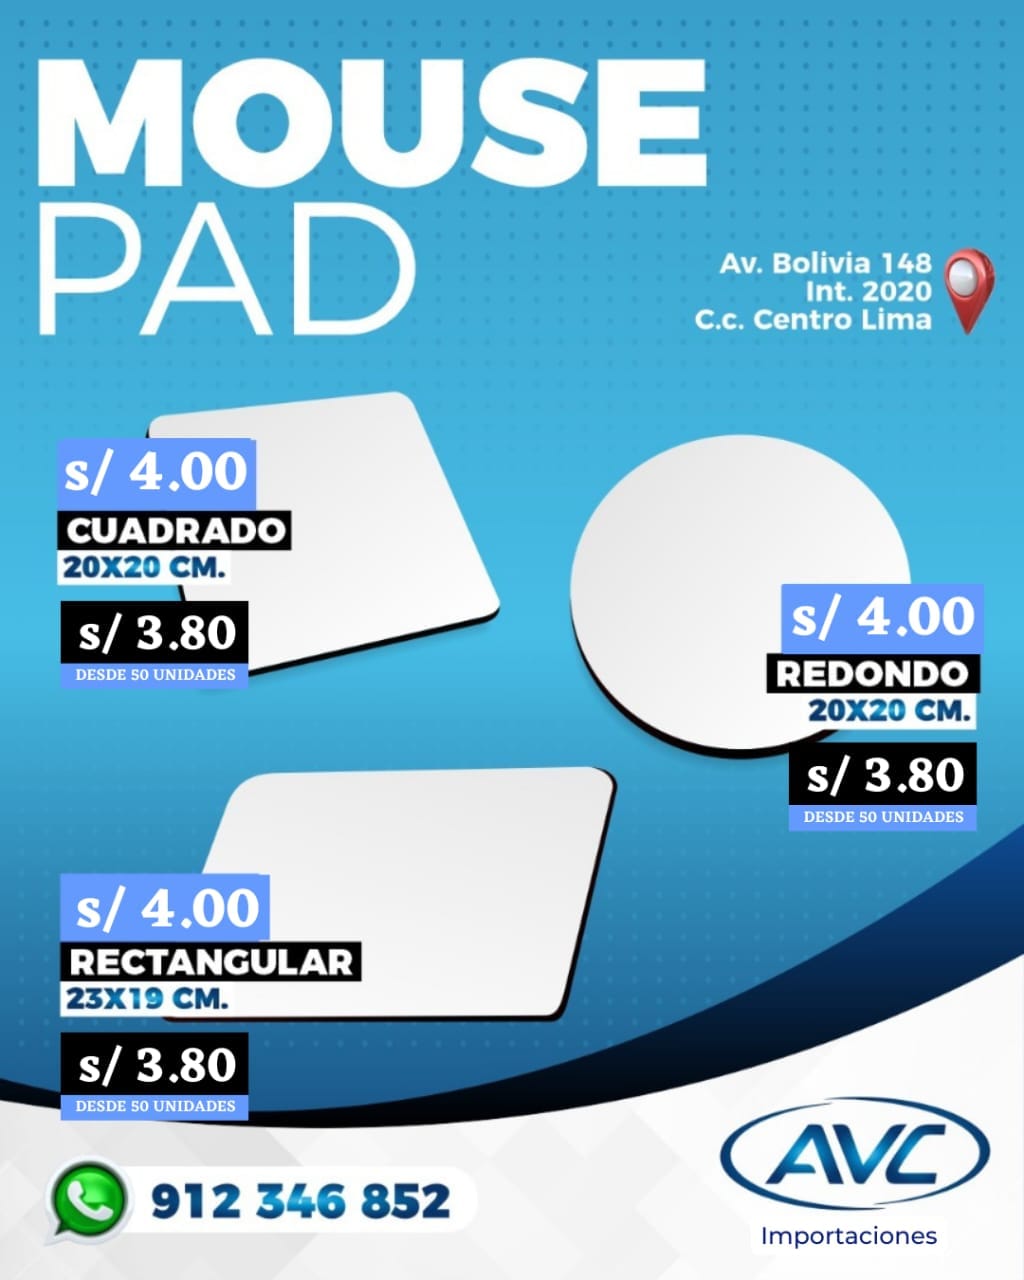 MOUSE
PAD
Av. Bolivia 148
Int. 2020
C.c. Centro Lima
s/ 4.00
CUADRADO
20X20 CM.
s/ 3.80
DESDE 50 UNIDADES
s/ 4.00
REDONDO
20X20 CM.
s/ 3.80
DESDE 50 UNIDADES
s/ 4.00
RECTANGULAR
23X19 CM.
s/ 3.80
DESDE 50 UNIDADES
912 346 852
AVC
Importaciones